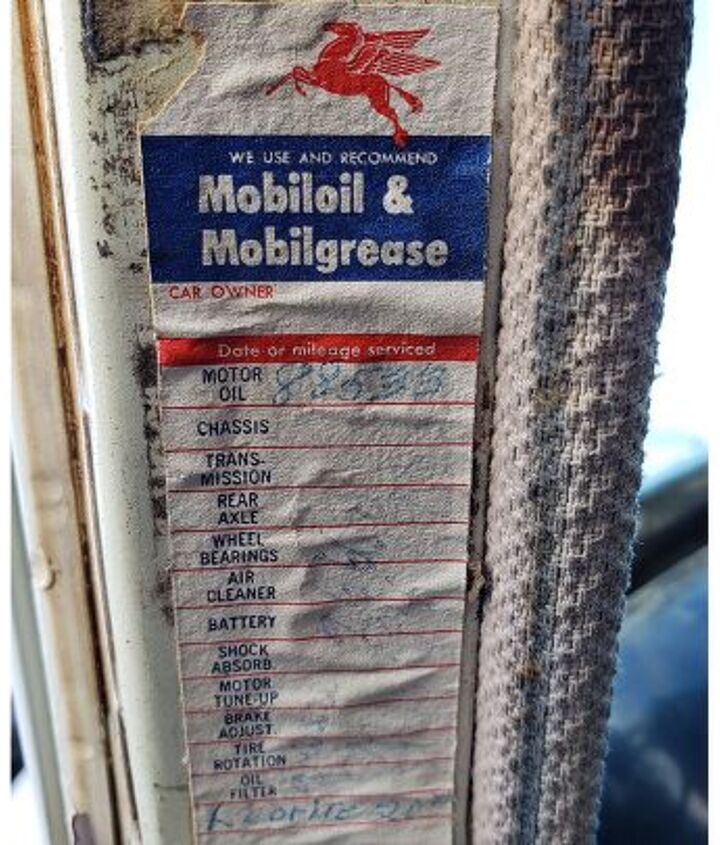 WE USE AND RECOMMEND
Mobiloil &
Mobilgrease
CAR OWNER
Date or mileage serviced
MOTOR
OIL
CHASSIS
TRANS-
MISSION
REAR
AXLE
WHEEL
BEARINGS
AIR
CLEANER
BATTERY
SHOCK
ABSORB.
MOTOR
TUNE-UP
BRAKE
ADJUST.
TIRE
ROTATION
OIL
FILTER